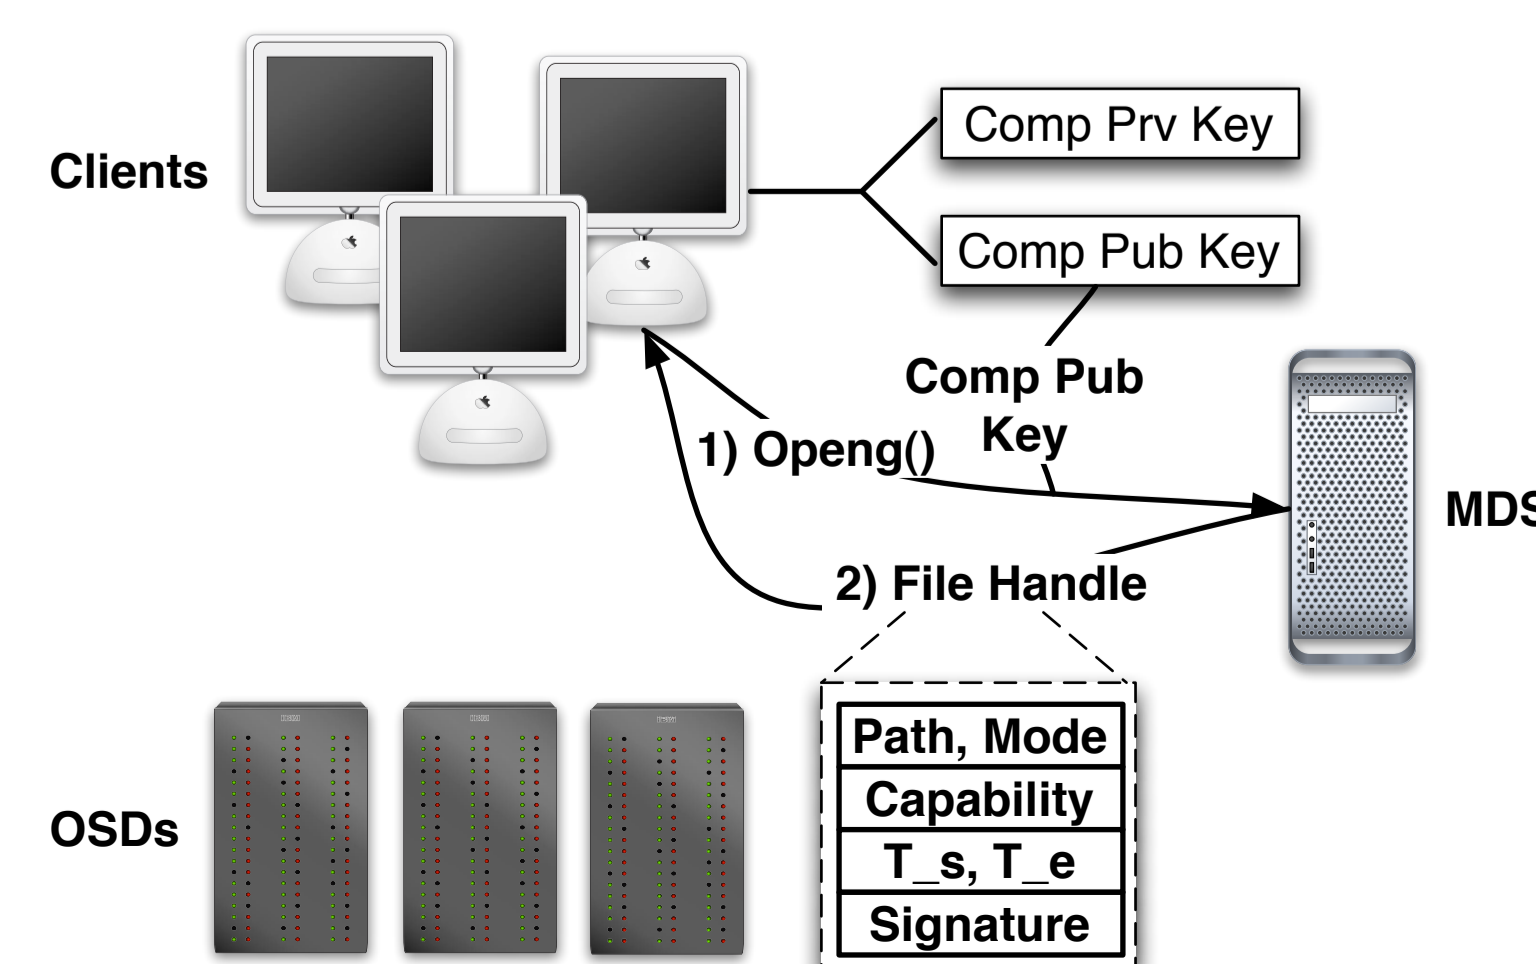 Comp Prv Key
Clients
Comp Pub Key
Comp Pub
Key
1) Openg()
MDS
2) File Handle
Path, Mode
Capability
OSDs
T_s, T_e
Signature